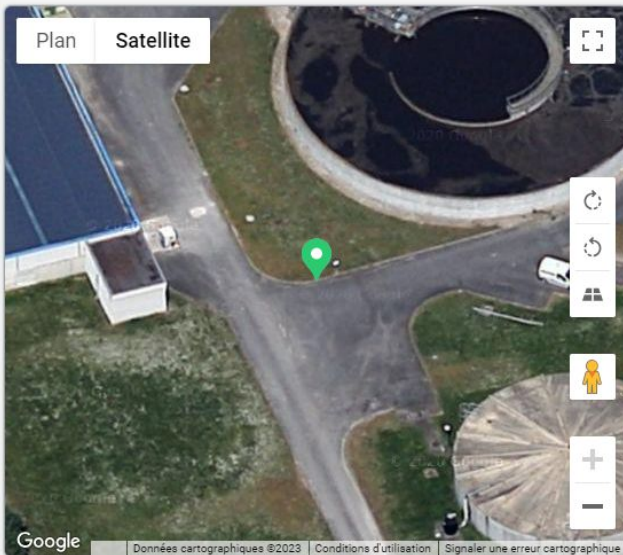 Plan Satellite
Google
Données cartographiques ©2023 Conditions d'utilisation Signaler une erreur cartographique